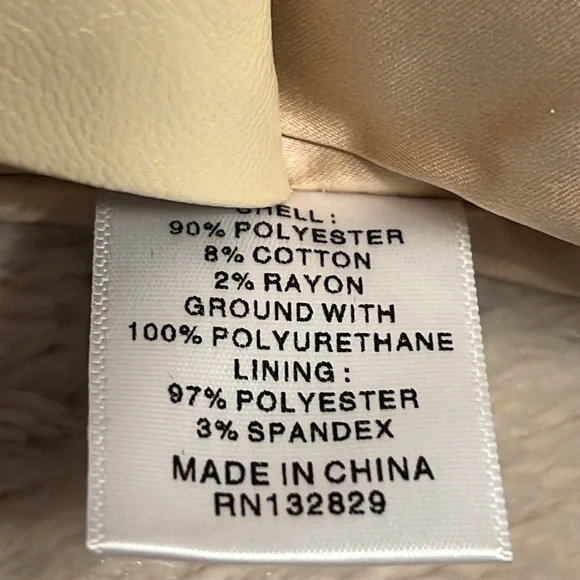 SHELL:
90% POLYESTER
8% COTTON
2% RAYON
GROUND WITH
100% POLYURETHANE
LINING:
97% POLYESTER
3% SPANDEX
MADE IN CHINA
RN132829